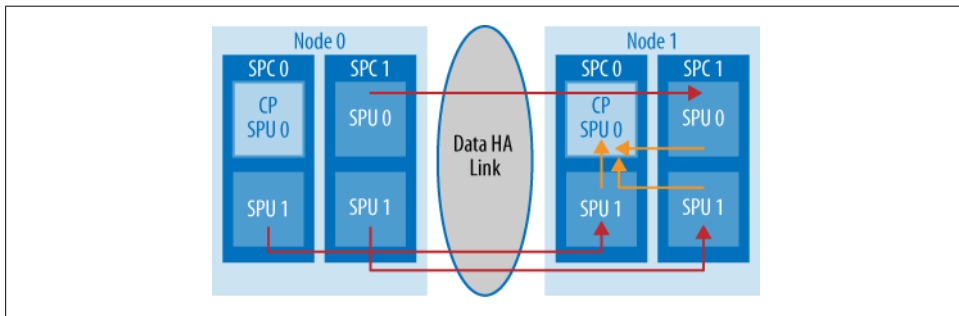 Node 0
SPC 0
CP
SPU 0
SPU 1
SPC 1
SPU 0
SPU 1
Data HA
Link
Node 1
SPC 0
CP
SPU 0
SPU 1
SPC 1
SPU 0
SPU 1